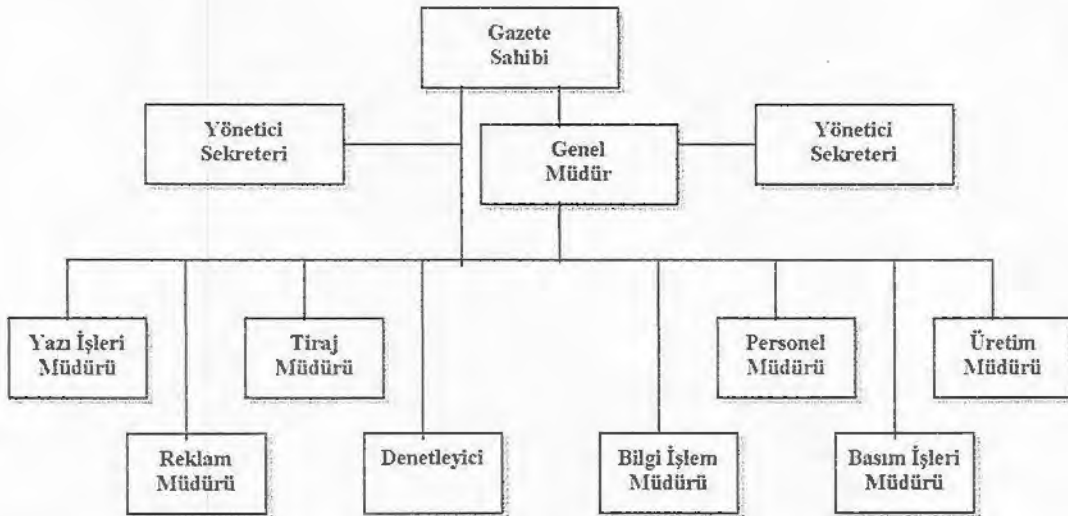 Gazete
Sahibi
Yönetici
Sekreteri
Genel
Müdür
Yönetici
Sekreteri
Yazı İşleri
Müdürü
Tiraj
Müdürü
Personel
Müdürü
Üretim
Müdürü
Reklam
Müdürü
Denetleyici
Bilgi İşlem
Müdürü
Basım İşleri
Müdürü